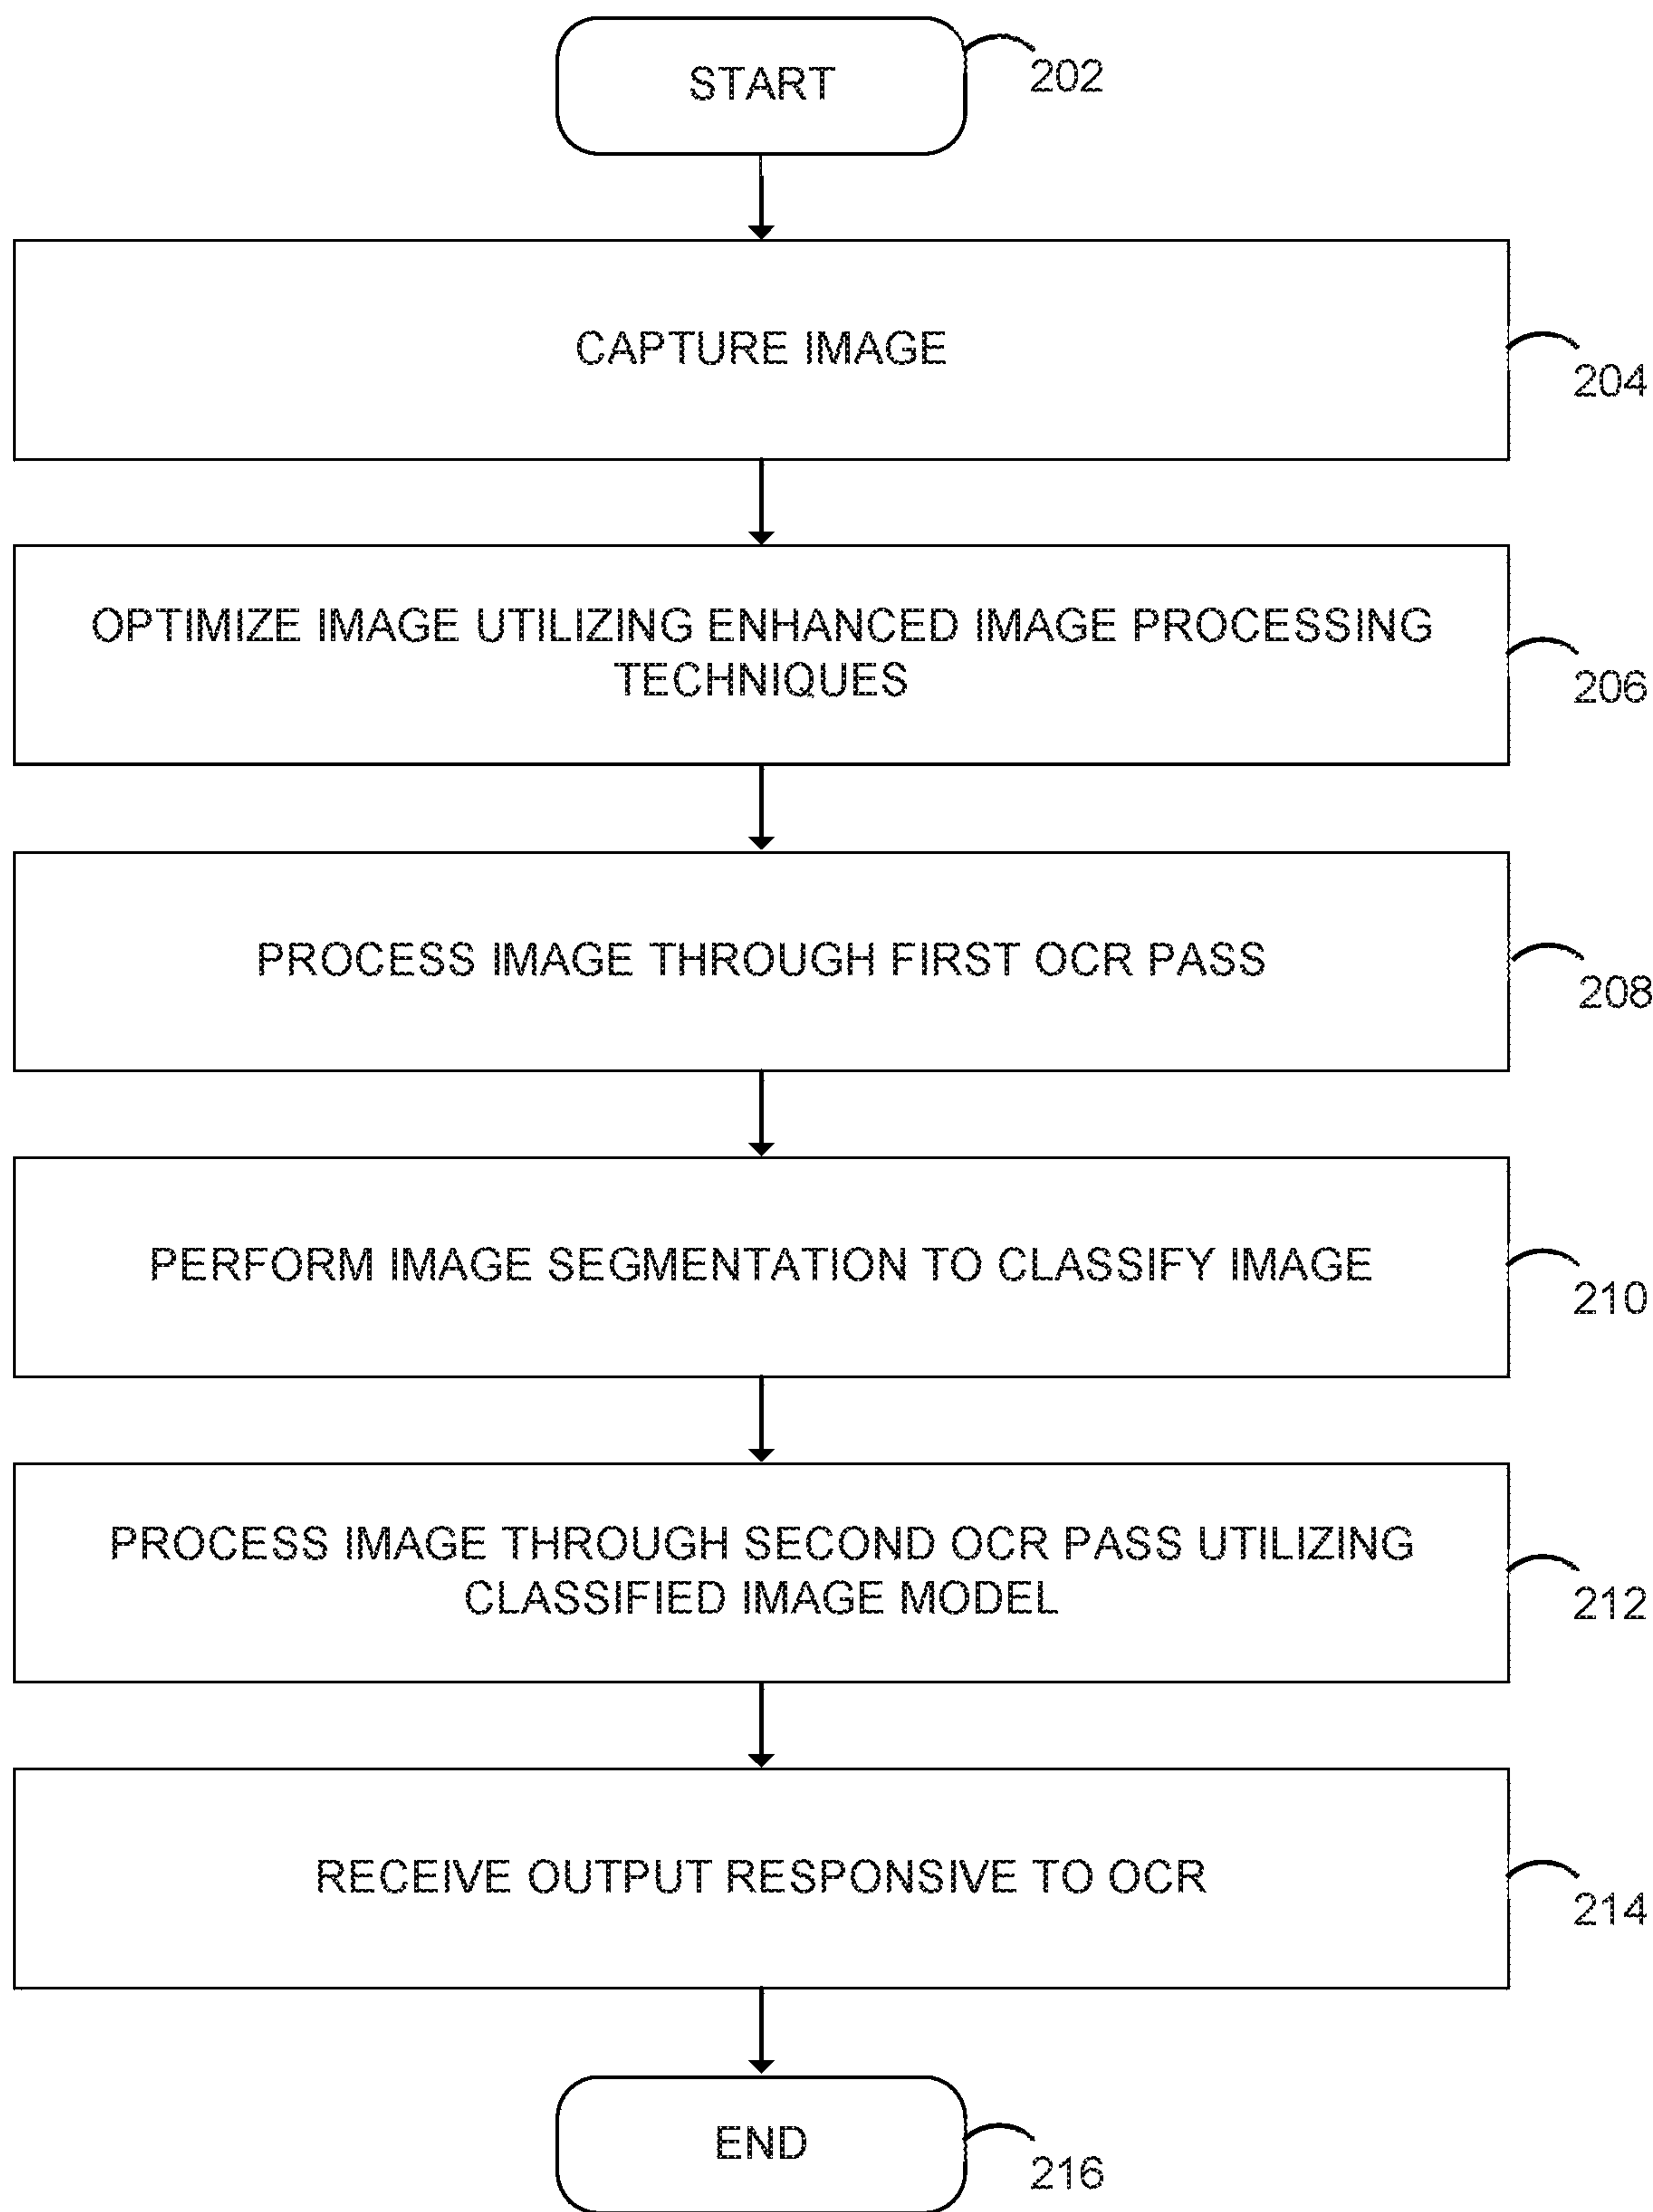 START
202
CAPTURE IMAGE
204
OPTIMIZE IMAGE UTILIZING ENHANCED IMAGE PROCESSING
TECHNIQUES
206
PROCESS IMAGE THROUGH FIRST OCR PASS
208
PERFORM IMAGE SEGMENTATION TO CLASSIFY IMAGE
210
PROCESS IMAGE THROUGH SECOND OCR PASS UTILIZING
CLASSIFIED IMAGE MODEL
212
RECEIVE OUTPUT RESPONSIVE TO OCR
214
END
216